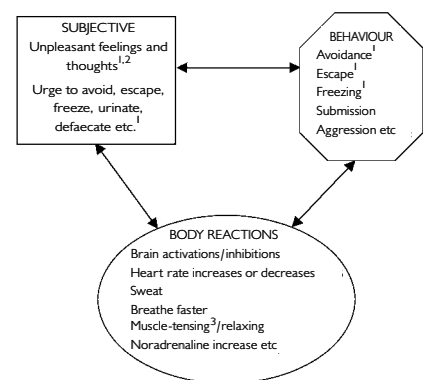 SUBJECTIVE
Unpleasant feelings and
thoughts1,2
Urge to avoid, escape,
freeze, urinate,
defaecate etc.1
BEHAVIOUR
Avoidance1
Escape1
Freezing1
Submission
Aggression etc
BODY REACTIONS
Brain activations/inhibitions
Heart rate increases or decreases
Sweat
Breathe faster
Muscle-tensing3/relaxing
Noradrenaline increase etc